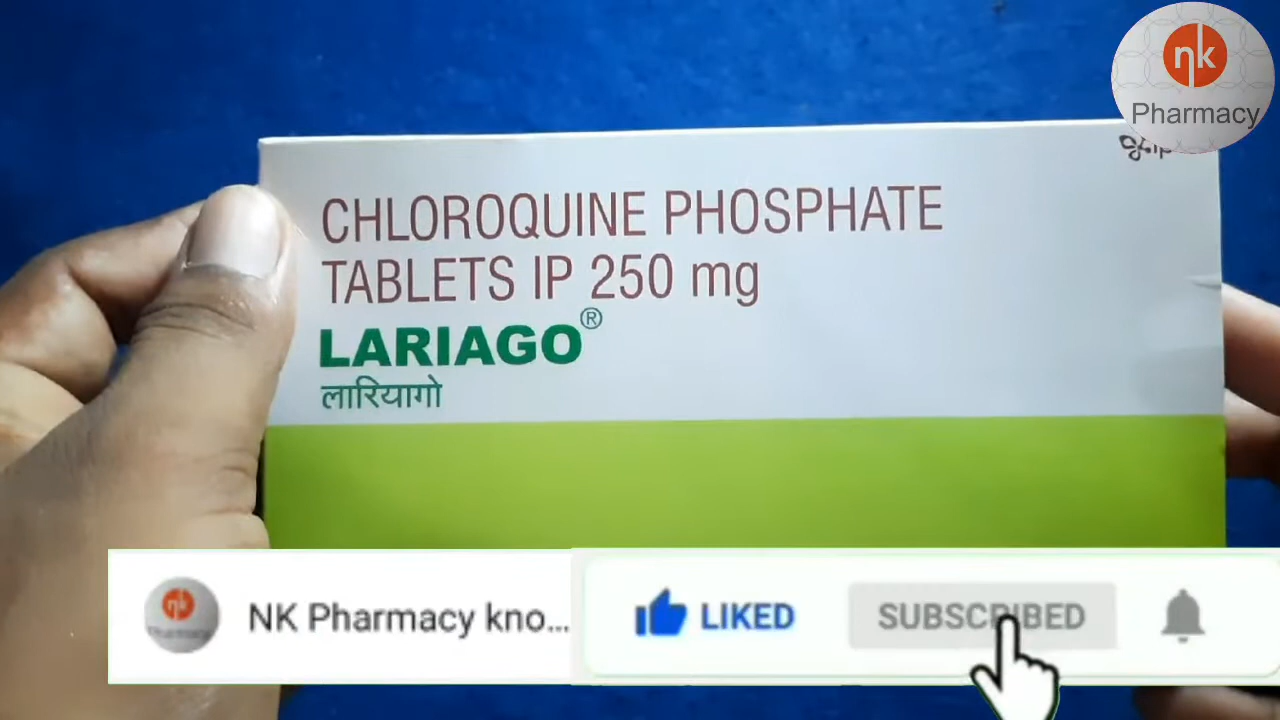 nk
Pharmacy
CHLOROQUINE PHOSPHATE
TABLETS IP 250 mg
LARIAGO®
लारियागो
NK Pharmacy kno...
LIKED
SUBSCRIBED